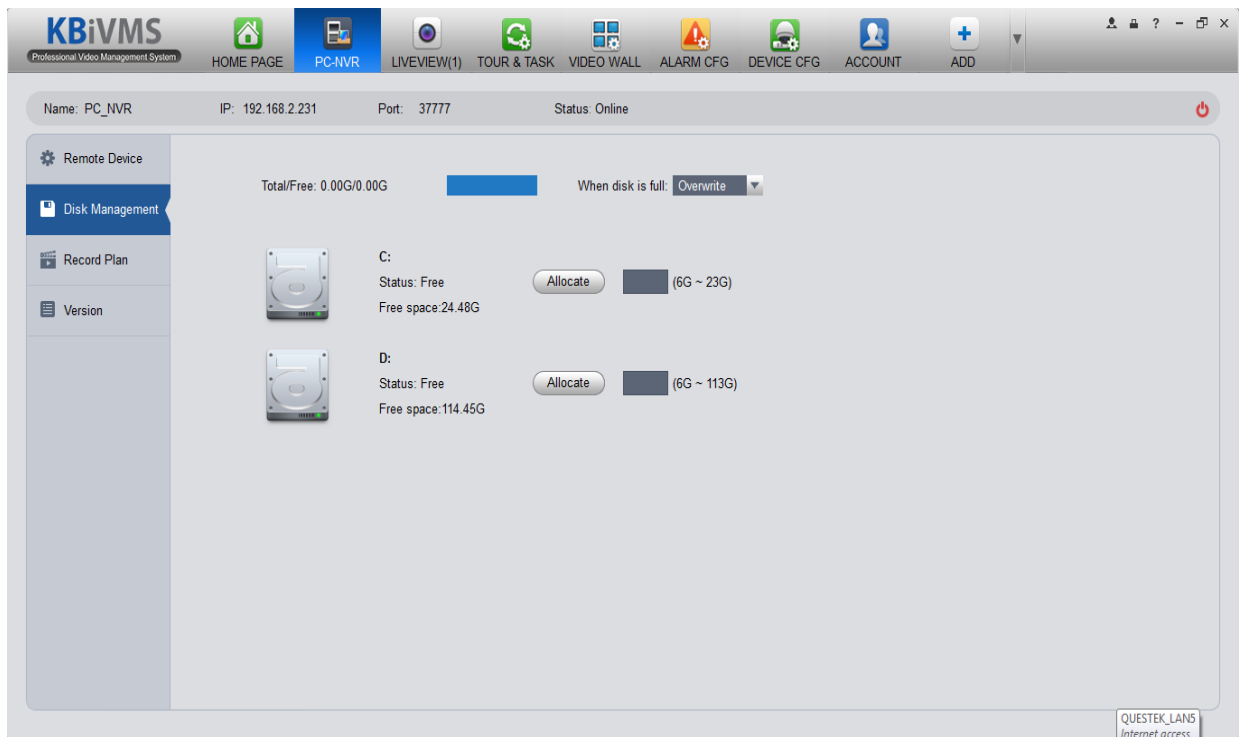 KBiVMS
Professional Video Management System
HOME PAGE
PC-NVR
LIVEVIEW(1)
TOUR & TASK
VIDEO WALL
ALARM CFG
DEVICE CFG
ACCOUNT
ADD
Name: PC_NVR IP: 192.168.2.231 Port: 37777 Status: Online
Remote Device
Disk Management
Record Plan
Version
Total/Free: 0.00G/0.00G When disk is full: Overwrite
C:
Status: Free Allocate (6G ~ 23G)
Free space:24.48G
D:
Status: Free Allocate (6G ~ 113G)
Free space:114.45G
QUESTEK_LAN5
Internet access